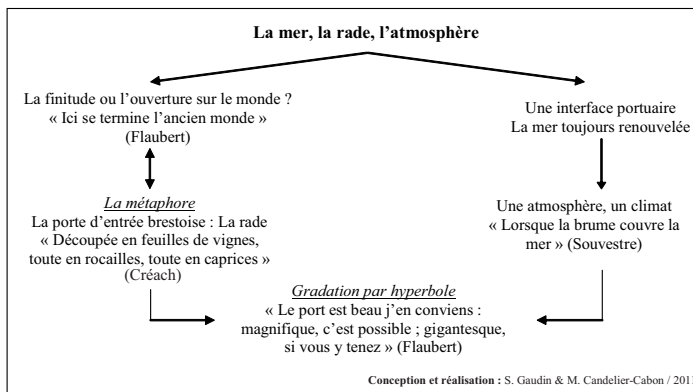 La mer, la rade, l’atmosphère
La finitude ou l’ouverture sur le monde ?
« Ici se termine l’ancien monde »
(Flaubert)
Une interface portuaire
La mer toujours renouvelée
La métaphore
La porte d’entrée brestoise : La rade
« Découpée en feuilles de vignes,
toute en rocailles, toute en caprices »
(Créach)
Une atmosphère, un climat
« Lorsque la brume couvre la
mer » (Souvestre)
Gradation par hyperbole
« Le port est beau j’en conviens :
magnifique, c’est possible ; gigantesque,
si vous y tenez » (Flaubert)
Conception et réalisation : S. Gaudin & M. Candelier-Cabon / 201